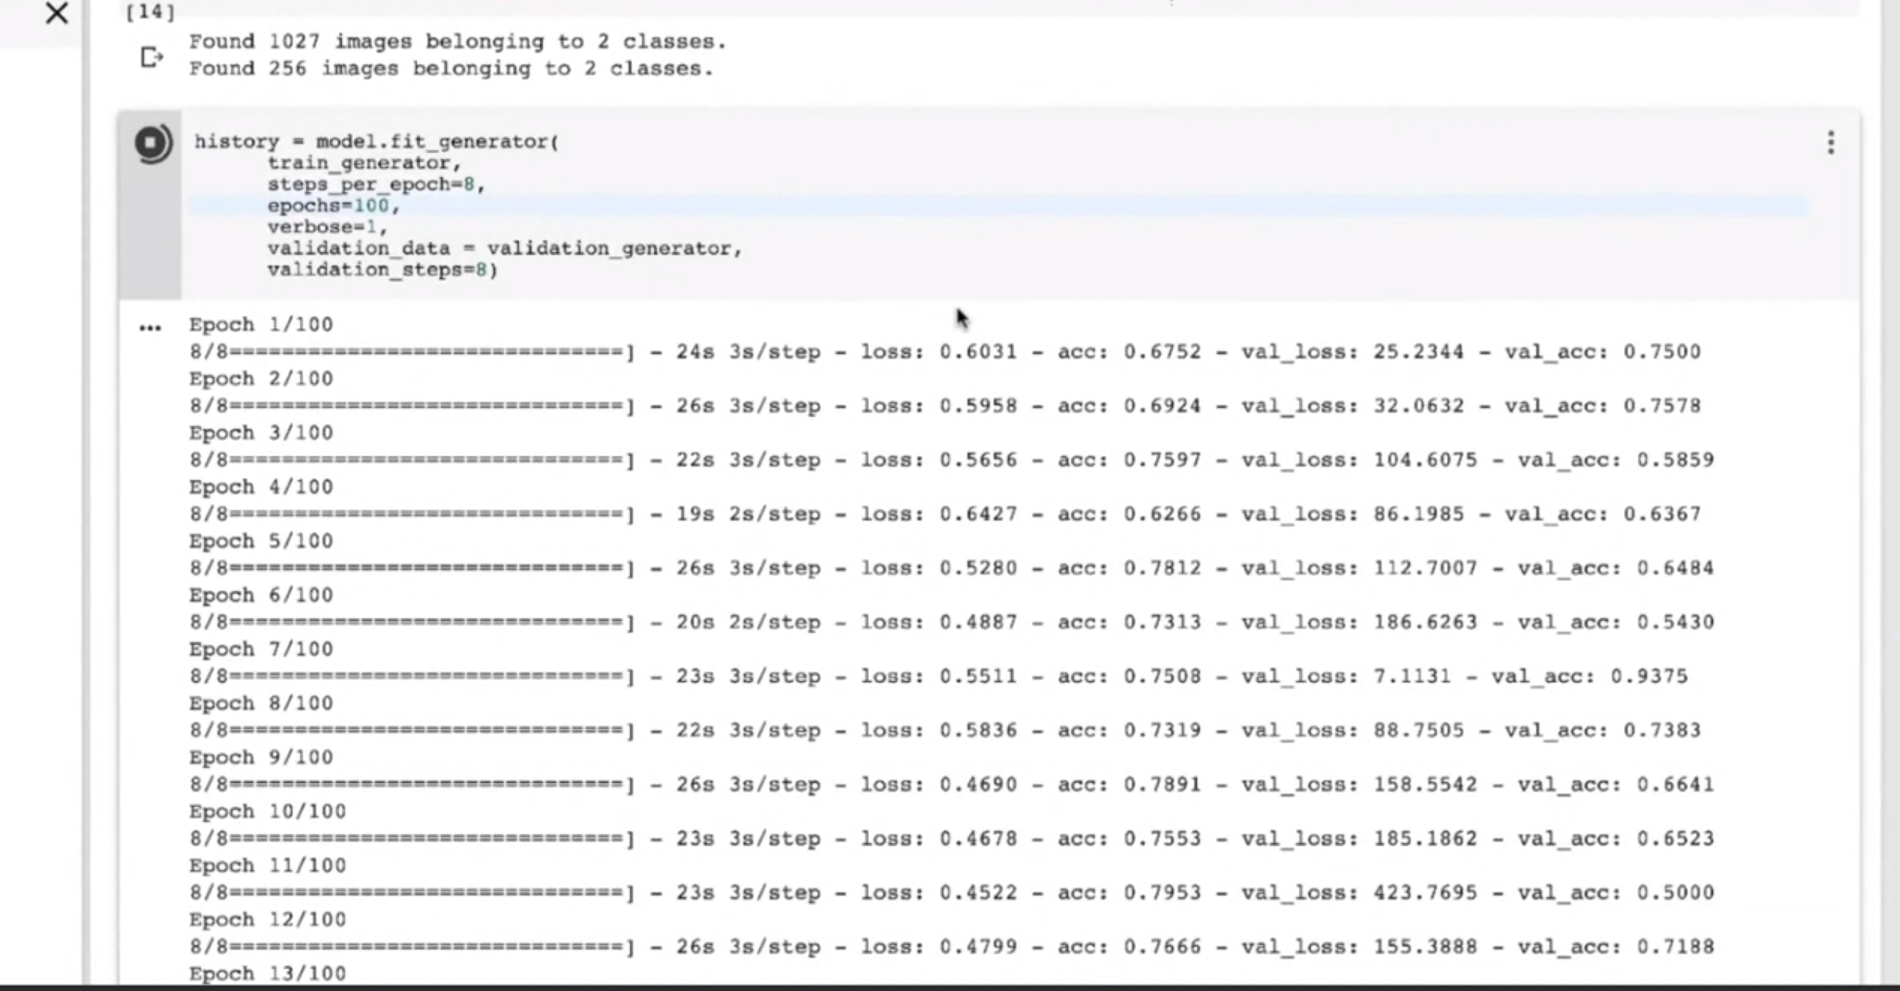 [14]
Found 1027 images belonging to 2 classes.
Found 256 images belonging to 2 classes.
history = model.fit_generator(
train_generator,
steps_per_epoch=8,
epochs=100,
verbose=1,
validation_data = validation_generator,
validation_steps=8)
Epoch 1/100
8/8==============================] - 24s 3s/step - loss: 0.6031 - acc: 0.6752 - val_loss: 25.2344 - val_acc: 0.7500
Epoch 2/100
8/8==============================] - 26s 3s/step - loss: 0.5958 - acc: 0.6924 - val_loss: 32.0632 - val_acc: 0.7578
Epoch 3/100
8/8==============================] - 22s 3s/step - loss: 0.5656 - acc: 0.7597 - val_loss: 104.6075 - val_acc: 0.5859
Epoch 4/100
8/8==============================] - 19s 2s/step - loss: 0.6427 - acc: 0.6266 - val_loss: 86.1985 - val_acc: 0.6367
Epoch 5/100
8/8==============================] - 26s 3s/step - loss: 0.5280 - acc: 0.7812 - val_loss: 112.7007 - val_acc: 0.6484
Epoch 6/100
8/8==============================] - 20s 2s/step - loss: 0.4887 - acc: 0.7313 - val_loss: 186.6263 - val_acc: 0.5430
Epoch 7/100
8/8==============================] - 23s 3s/step - loss: 0.5511 - acc: 0.7508 - val_loss: 7.1131 - val_acc: 0.9375
Epoch 8/100
8/8==============================] - 22s 3s/step - loss: 0.5836 - acc: 0.7319 - val_loss: 88.7505 - val_acc: 0.7383
Epoch 9/100
8/8==============================] - 26s 3s/step - loss: 0.4690 - acc: 0.7891 - val_loss: 158.5542 - val_acc: 0.6641
Epoch 10/100
8/8==============================] - 23s 3s/step - loss: 0.4678 - acc: 0.7553 - val_loss: 185.1862 - val_acc: 0.6523
Epoch 11/100
8/8==============================] - 23s 3s/step - loss: 0.4522 - acc: 0.7953 - val_loss: 423.7695 - val_acc: 0.5000
Epoch 12/100
8/8==============================] - 26s 3s/step - loss: 0.4799 - acc: 0.7666 - val_loss: 155.3888 - val_acc: 0.7188
Epoch 13/100